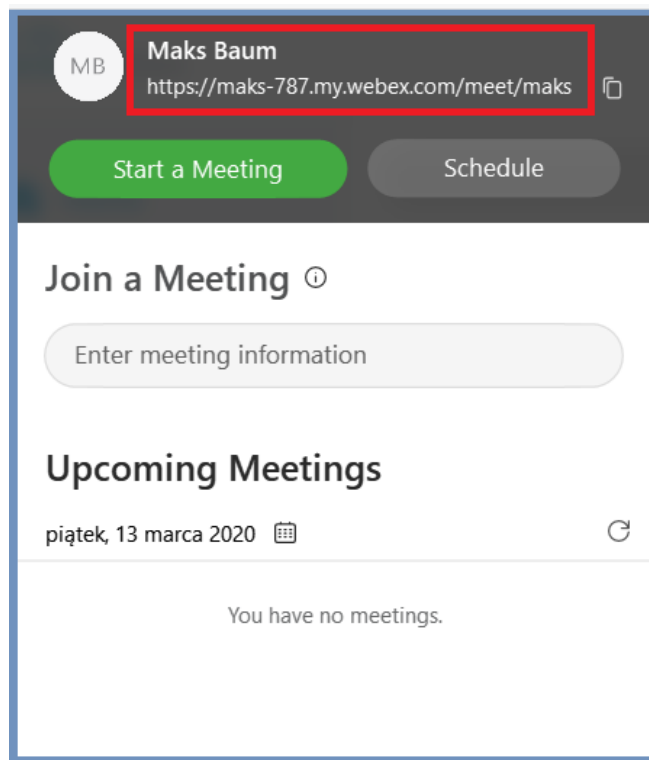 MB
Maks Baum
https://maks-787.my.webex.com/meet/maks
Start a Meeting
Schedule
Join a Meeting
Enter meeting information
Upcoming Meetings
piątek, 13 marca 2020
You have no meetings.